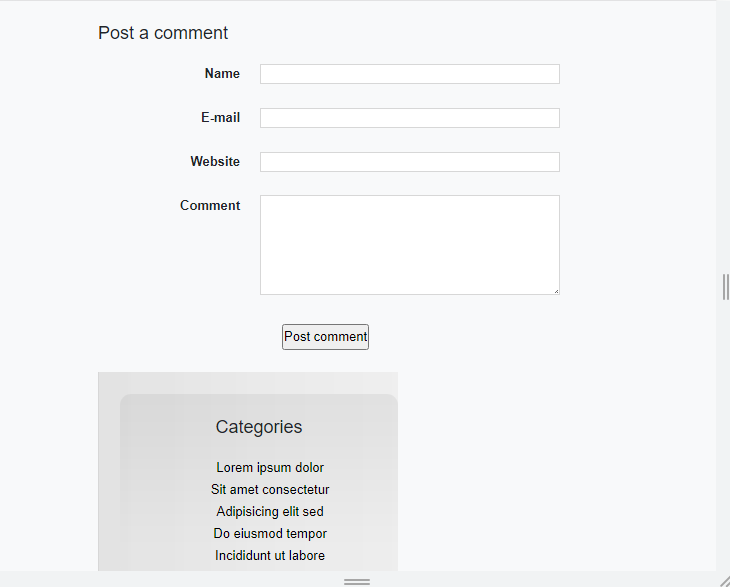 Post a comment
Name
E-mail
Website
Comment
Post comment
Categories
Lorem ipsum dolor
Sit amet consectetur
Adipisicing elit sed
Do eiusmod tempor
Incididunt ut labore